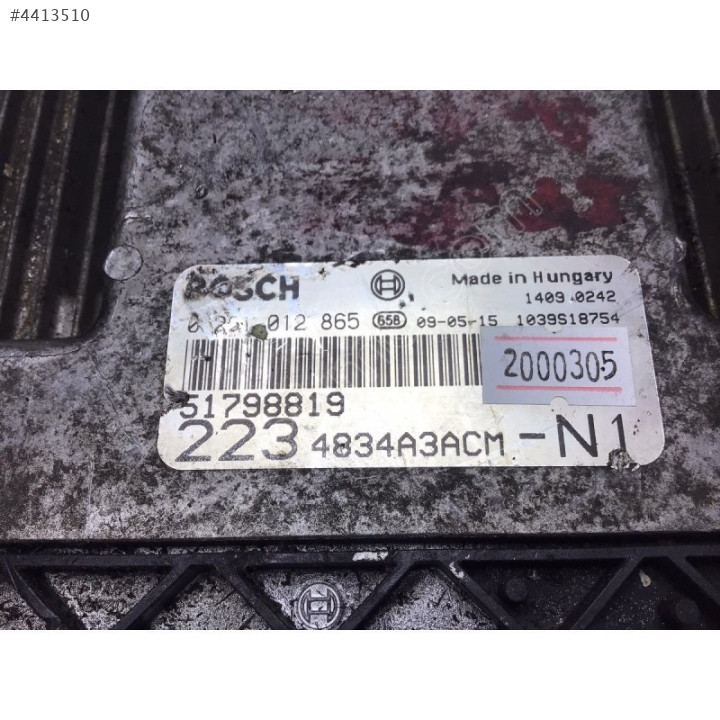 #4413510
BOSCH Made in Hungary
1409.0242
012 865 658 09-05-15 1039S18754
2000305
51798819
223 4834A3ACM -N1